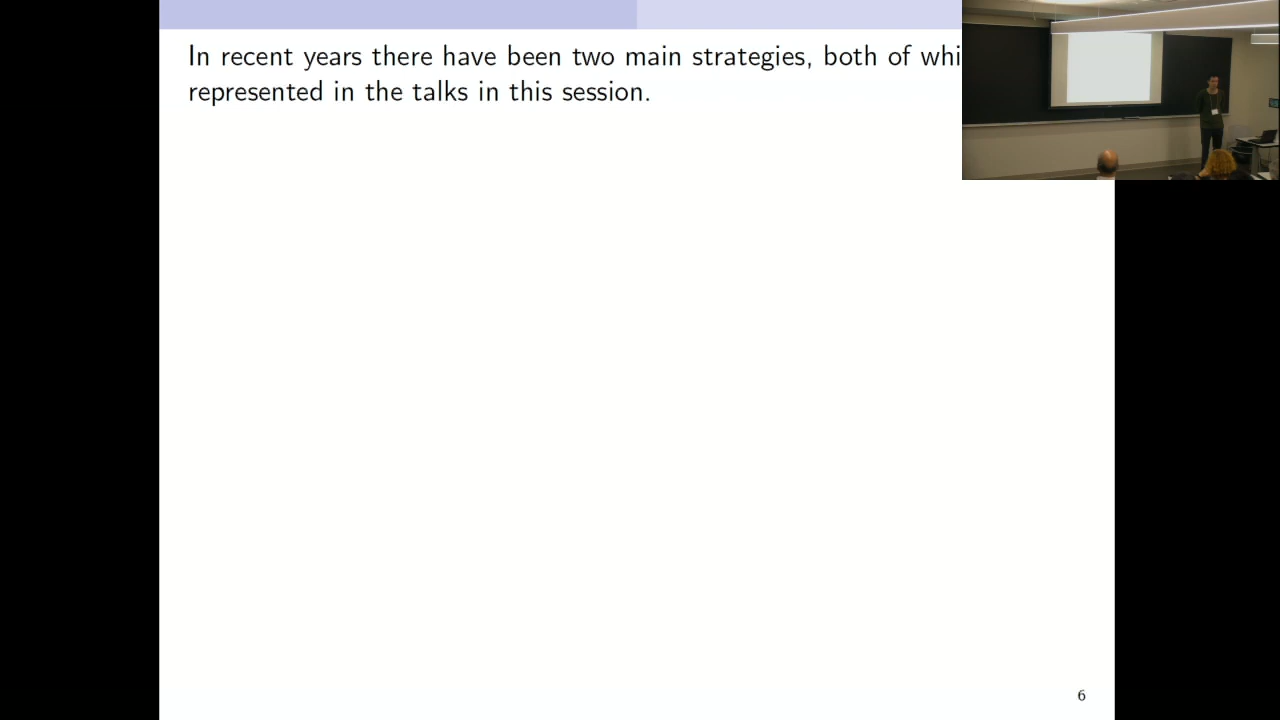 In recent years there have been two main strategies, both of whi
represented in the talks in this session.
6